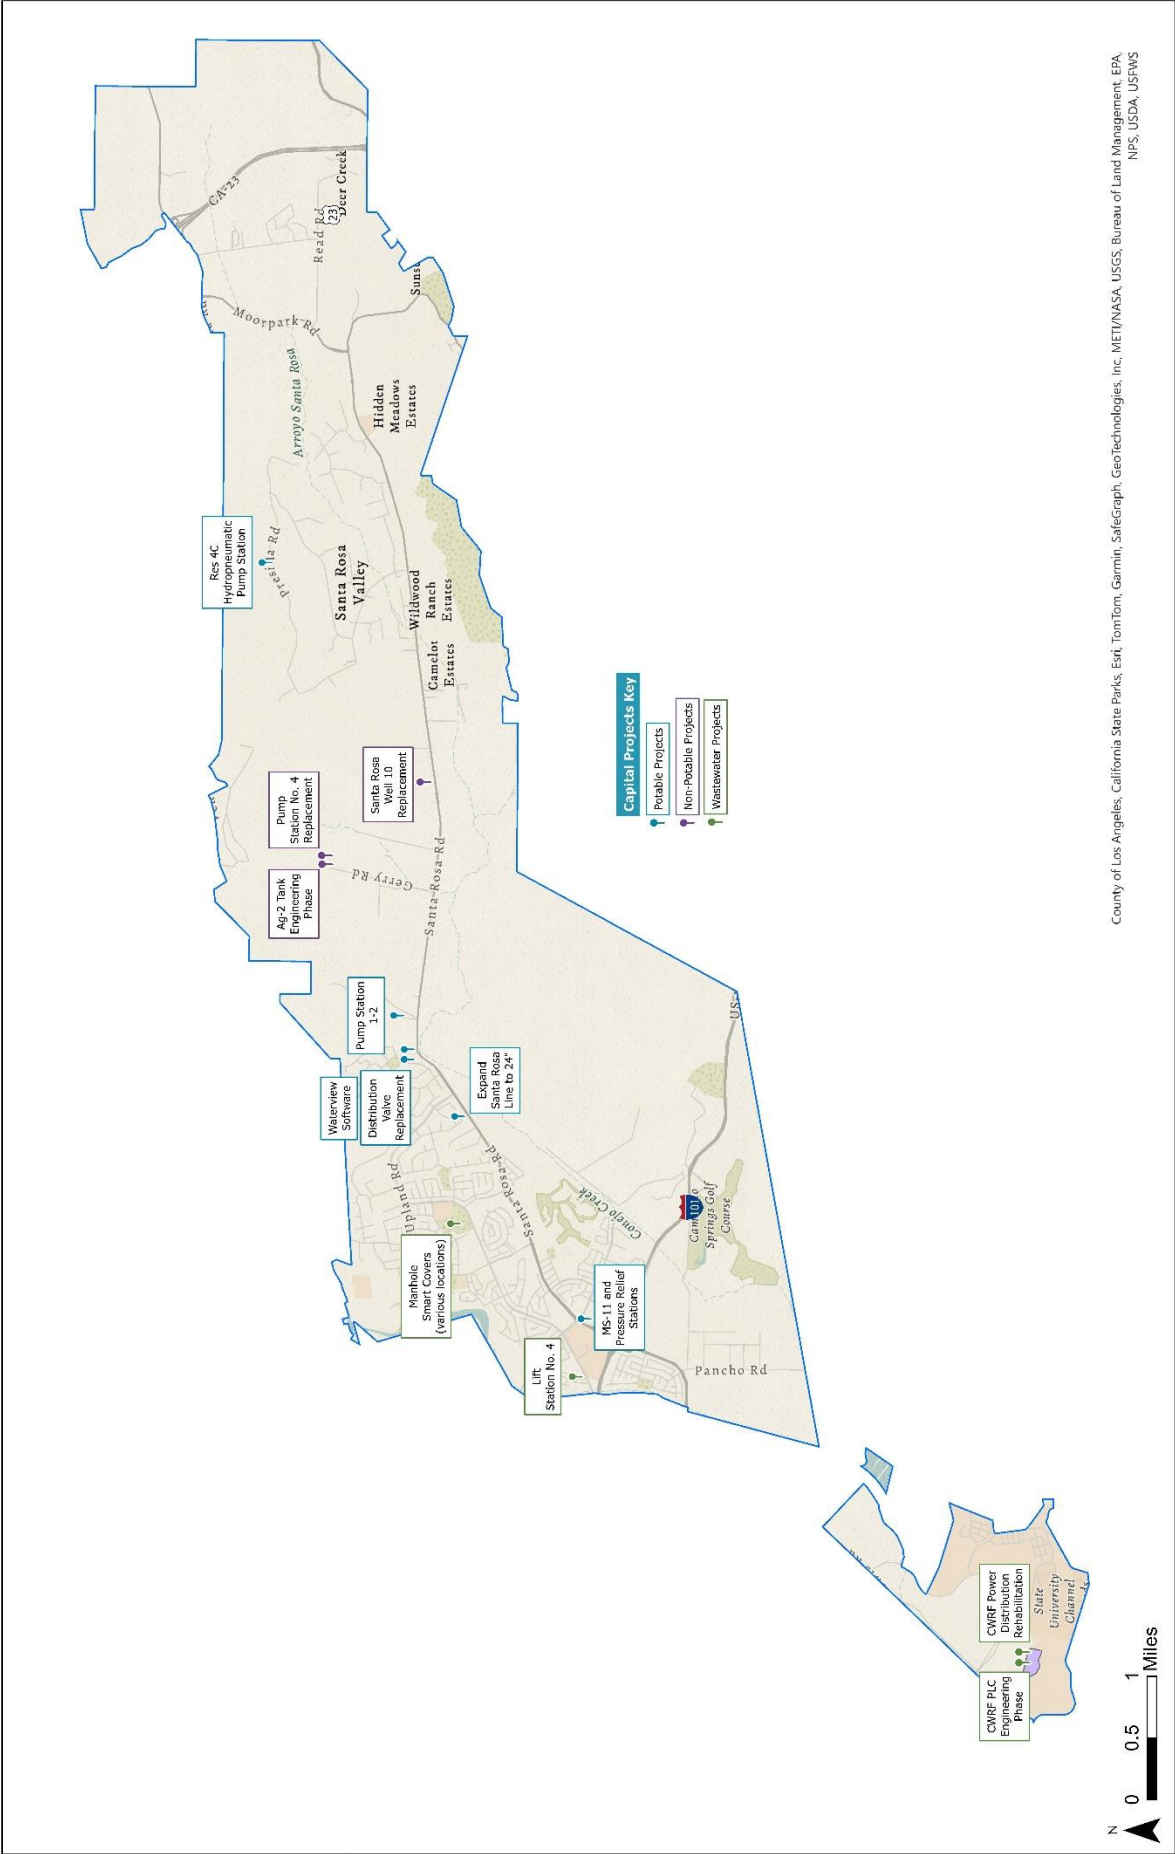 Res 4C
Hydropneumatic
Pump Station
Presilla Rd
Santa Rosa
Valley
Arroyo Santa Rosa
Moorpark Rd
CA-23
Read Rd
23
Deer Creek
Sunse
Hidden
Meadows
Estates
Wildwood
Ranch
Estates
Camelot
Estates
Santa Rosa
Well 10
Replacement
Pump
Station No. 4
Replacement
Ag-2 Tank
Engineering
Phase
Gerry Rd
Santa Rosa Rd
Pump Station
1-2
Waterview
Software
Distribution
Valve
Replacement
Expand
Santa Rosa
Line to 24"
Upland Rd
Santa Rosa Rd
Conejo Creek
Manhole
Smart Covers
(various locations)
Lift
Station No. 4
MS-11 and
Pressure Relief
Stations
US-
101
Springs Golf
Course
Pancho Rd
CWRF PLC
Engineering
Phase
CWRF Power
Distribution
Rehabilitation
State
University
Channel
Capital Projects Key
Potable Projects
Non-Potable Projects
Wastewater Projects
N
0 0.5 1
Miles
County of Los Angeles, California State Parks, Esri, TomTom, Garmin, SafeGraph, GeoTechnologies, Inc, METI/NASA, USGS, Bureau of Land Management, EPA,
NPS, USDA, USFWS